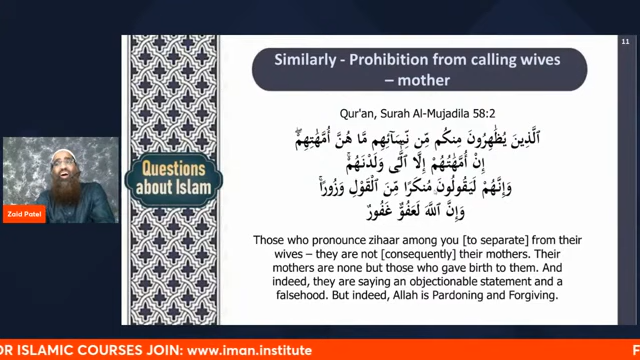 11
Similarly - Prohibition from calling wives
– mother
Qur'an, Surah Al-Mujadila 58:2
ٱلَّذِينَ يُظَٰهِرُونَ مِنكُم مِّن نِّسَآئِهِم مَّا هُنَّ أُمَّهَٰتِهِمْ ۖ
إِنْ أُمَّهَٰتُهُمْ إِلَّا ٱلَّٰٓـِٔى وَلَدْنَهُمْ ۚ
وَإِنَّهُمْ لَيَقُولُونَ مُنكَرًا مِّنَ ٱلْقَوْلِ وَزُورًا ۚ
وَإِنَّ ٱللَّهَ لَعَفُوٌّ غَفُورٌ
Those who pronounce zihaar among you [to separate] from their
wives – they are not [consequently] their mothers. Their
mothers are none but those who gave birth to them. And
indeed, they are saying an objectionable statement and a
falsehood. But indeed, Allah is Pardoning and Forgiving.
Questions
about Islam
Zaid Patel
OR ISLAMIC COURSES JOIN: www.iman.institute
F